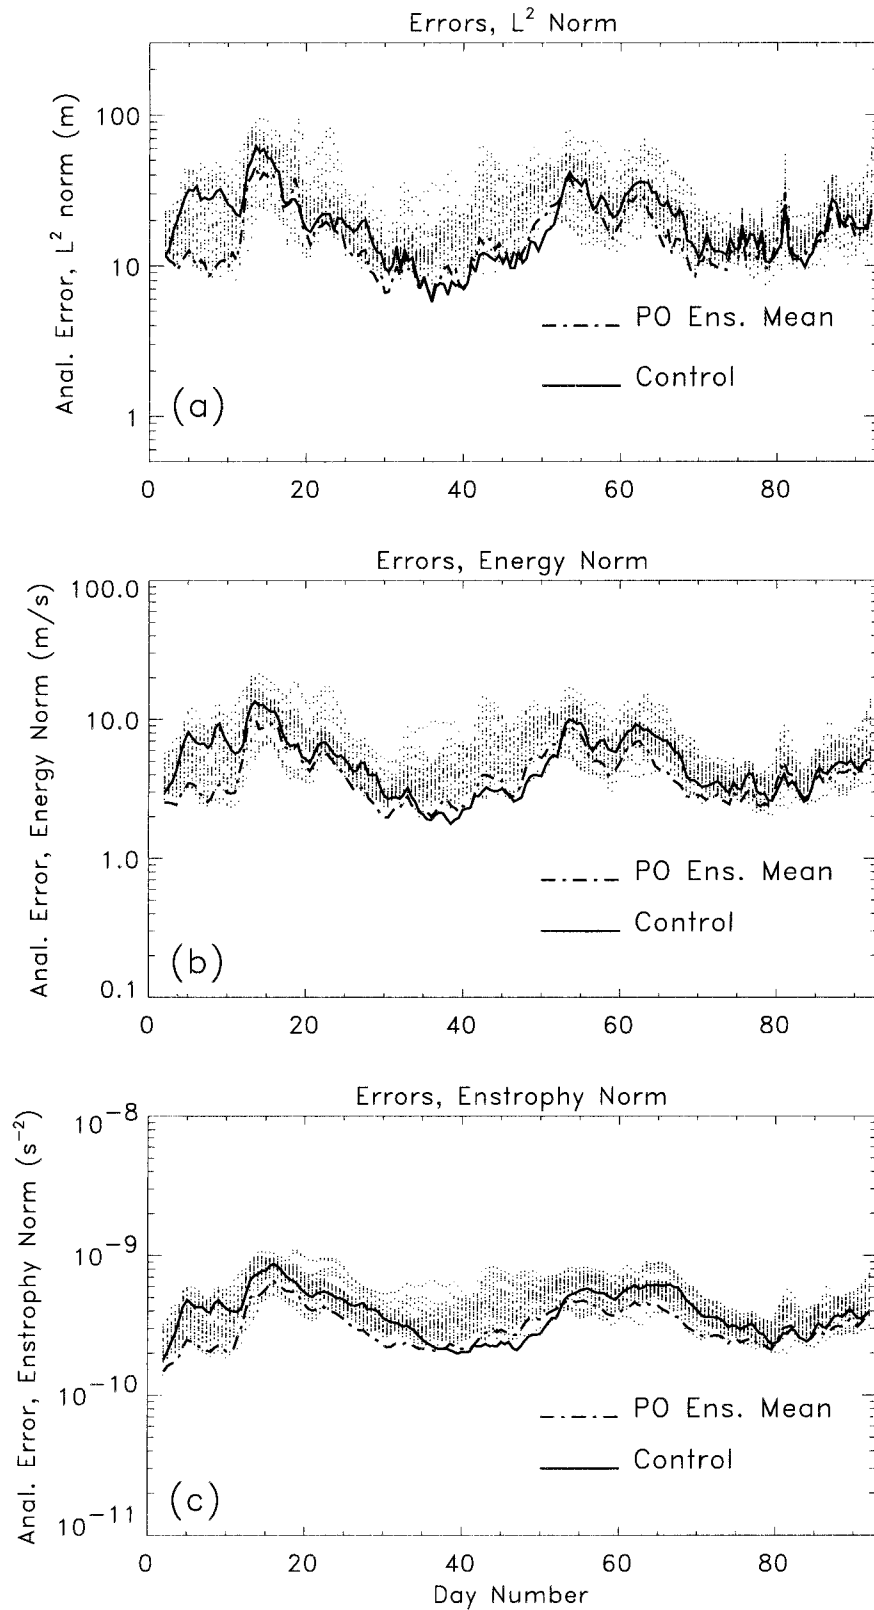 Errors, L² Norm
Anal. Error, L² norm (m)
100
10
1
PO Ens. Mean
Control
(a)
0 20 40 60 80
Errors, Energy Norm
Anal. Error, Energy Norm (m/s)
100.0
10.0
1.0
0.1
PO Ens. Mean
Control
(b)
0 20 40 60 80
Errors, Enstrophy Norm
Anal. Error, Enstrophy Norm (s⁻²)
10⁻⁸
10⁻⁹
10⁻¹⁰
10⁻¹¹
PO Ens. Mean
Control
(c)
0 20 40 60 80
Day Number